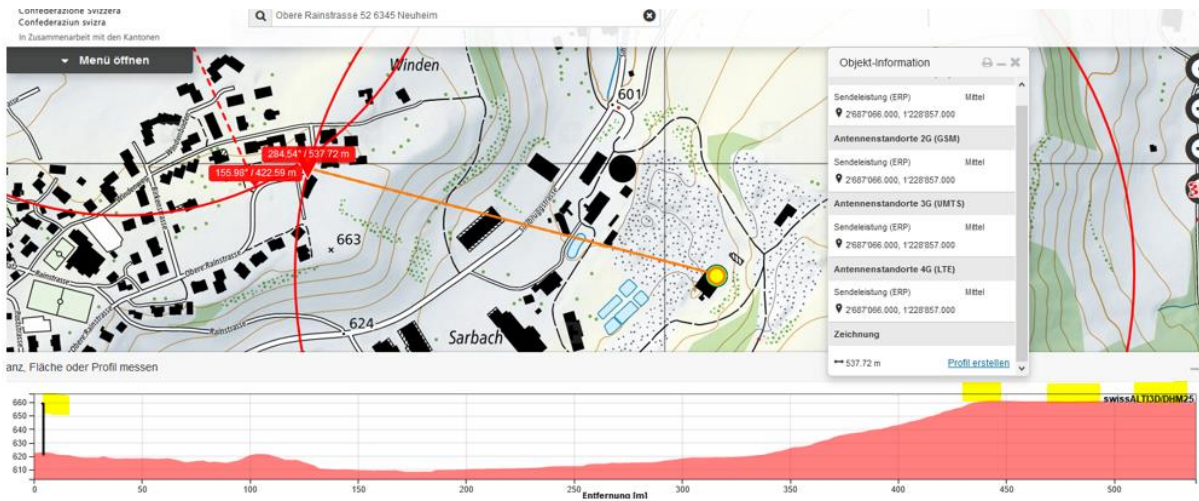 Confederazione Svizzera
Confederaziun svizra
In Zusammenarbeit mit den Kantonen
Obere Rainstrasse 52 6345 Neuheim
Menü öffnen
Winden
601
284.54° / 537.72 m
155.98° / 422.59 m
663
Obere Rainstrasse
Sihlbruggstrasse
624
Rainstrasse
Sarbach
Objekt-Information
Sendeleistung (ERP) Mittel
2'687'066.000, 1'228'857.000
Antennenstandorte 2G (GSM)
Sendeleistung (ERP) Mittel
2'687'066.000, 1'228'857.000
Antennenstandorte 3G (UMTS)
Sendeleistung (ERP) Mittel
2'687'066.000, 1'228'857.000
Antennenstandorte 4G (LTE)
Sendeleistung (ERP) Mittel
2'687'066.000, 1'228'857.000
Zeichnung
537.72 m Profil erstellen
anz, Fläche oder Profil messen
swissALTI3D/DHM25
660
650
640
630
620
610
0 50 100 150 200 250 300 350 400 450 500
Entfernung [m]